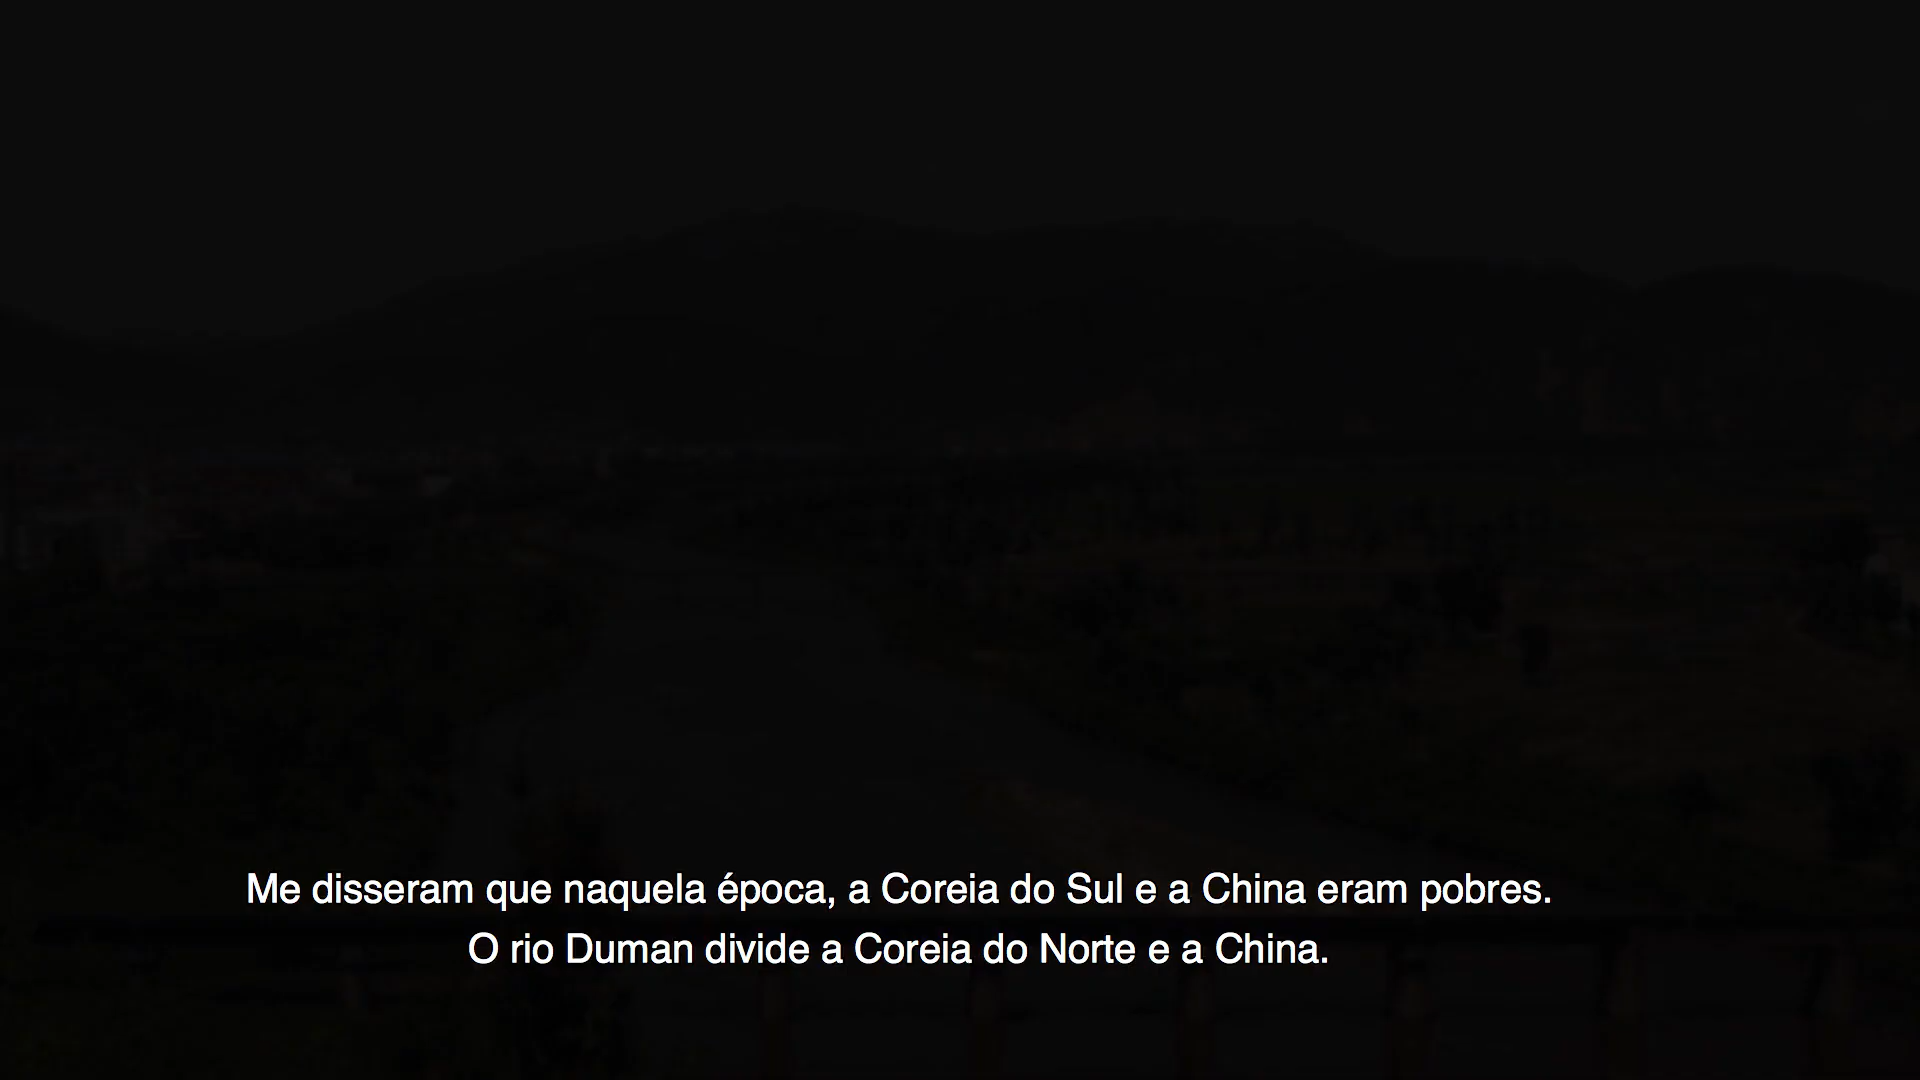 Me disseram que naquela época, a Coreia do Sul e a China eram pobres.
O rio Duman divide a Coreia do Norte e a China.